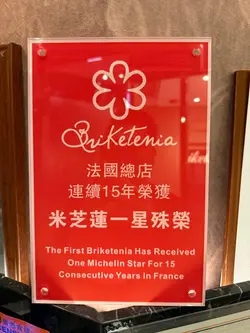 BriKetenia
法國總店
連續15年榮獲
米芝蓮一星殊榮
The First Briketenia Has Received
One Michelin Star For 15
Consecutive Years in France